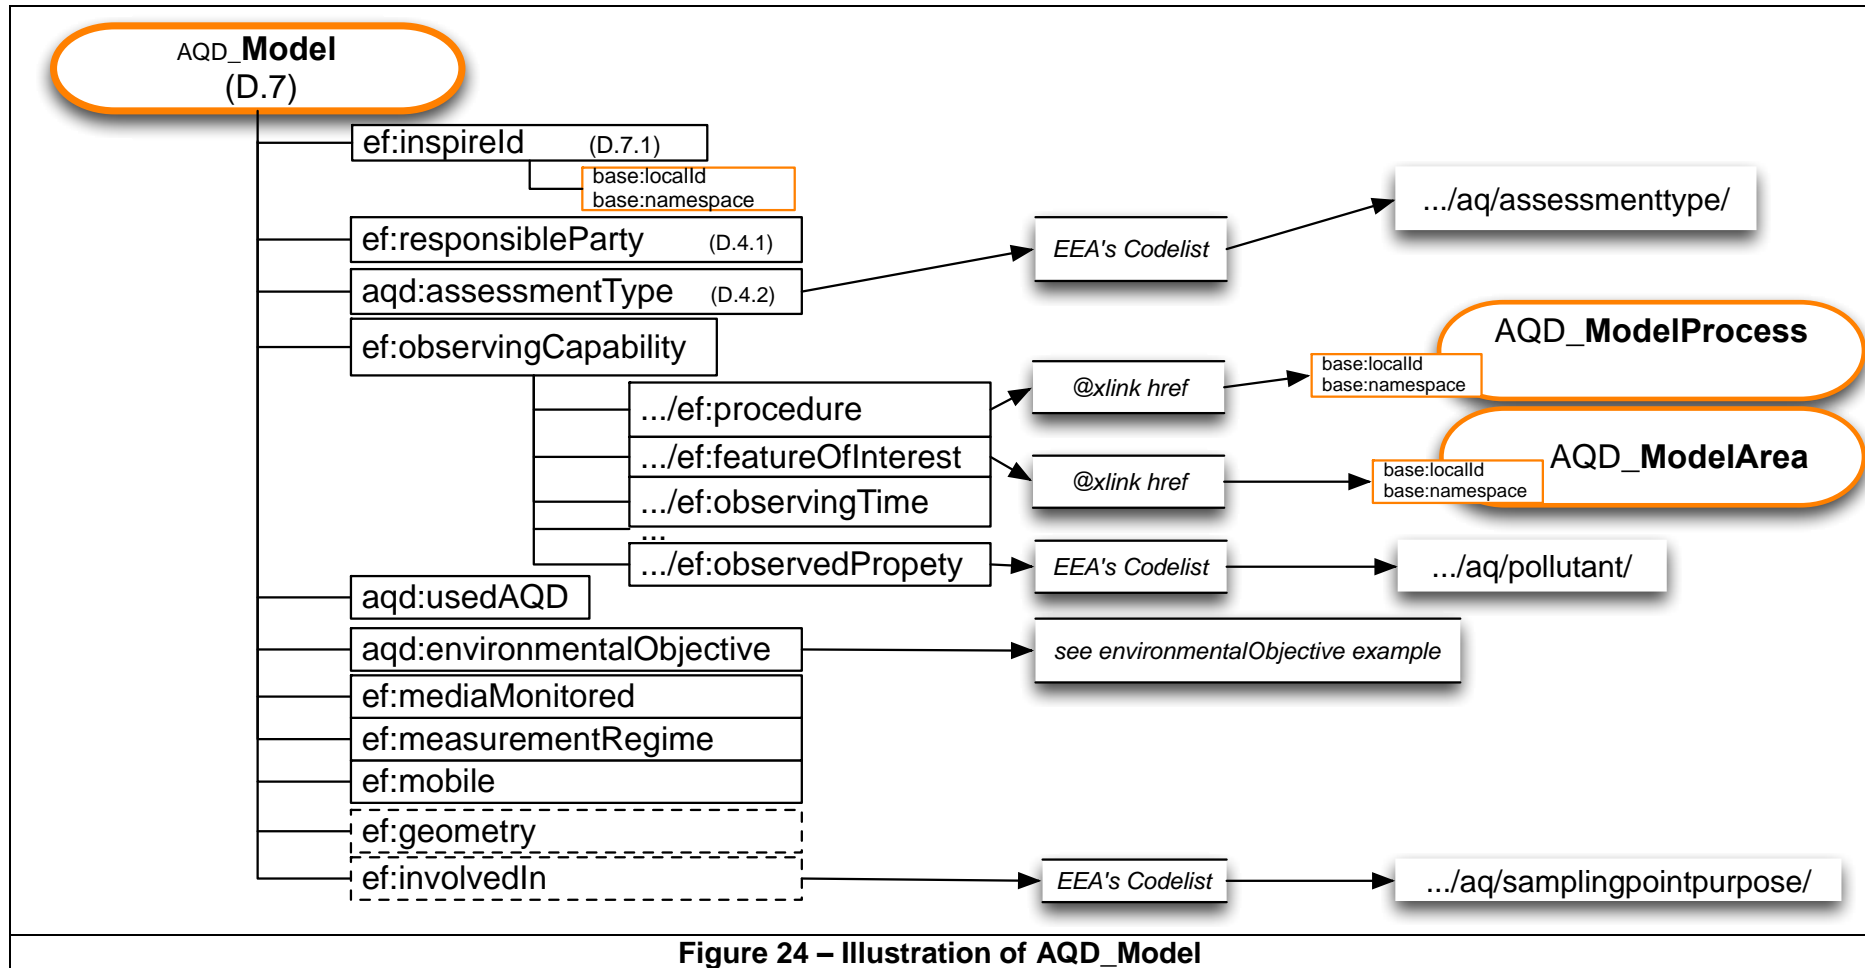 AQD_Model
(D.7)
ef:inspireId (D.7.1)
base:localId
base:namespace
ef:responsibleParty (D.4.1)
aqd:assessmentType (D.4.2)
EEA's Codelist
.../aq/assessmenttype/
ef:observingCapability
.../ef:procedure
@xlink href
base:localId
base:namespace
AQD_ModelProcess
.../ef:featureOfInterest
@xlink href
base:localId
base:namespace
AQD_ModelArea
.../ef:observingTime
...
.../ef:observedPropety
EEA's Codelist
.../aq/pollutant/
aqd:usedAQD
aqd:environmentalObjective
see environmentalObjective example
ef:mediaMonitored
ef:measurementRegime
ef:mobile
ef:geometry
ef:involvedIn
EEA's Codelist
.../aq/samplingpointpurpose/
Figure 24 – Illustration of AQD_Model